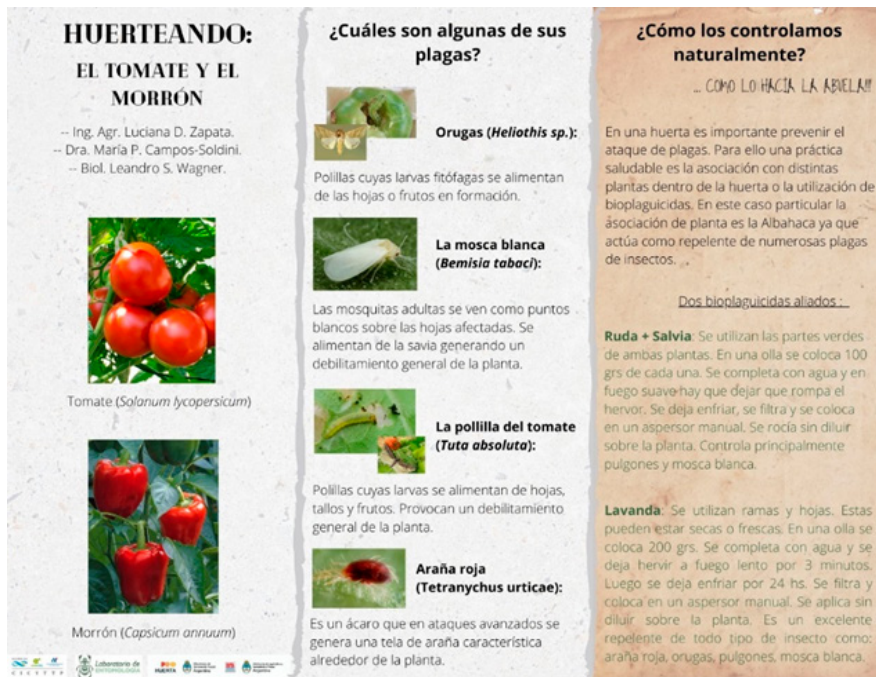 HUERTEANDO:
EL TOMATE Y EL
MORRÓN
-- Ing. Agr. Luciana D. Zapata.
-- Dra. María P. Campos-Soldini.
-- Biol. Leandro S. Wagner.
Tomate (Solanum lycopersicum)
Morrón (Capsicum annuum)
CICYTTP
Laboratorio de
ENTOMOLOGÍA
PRO
HUERTA
¿Cuáles son algunas de sus
plagas?
Orugas (Heliothis sp.):
Polillas cuyas larvas fitófagas se alimentan
de las hojas o frutos en formación.
La mosca blanca
(Bemisia tabaci):
Las mosquitas adultas se ven como puntos
blancos sobre las hojas afectadas. Se
alimentan de la savia generando un
debilitamiento general de la planta.
La pollilla del tomate
(Tuta absoluta):
Polillas cuyas larvas se alimentan de hojas,
tallos y frutos. Provocan un debilitamiento
general de la planta.
Araña roja
(Tetranychus urticae):
Es un ácaro que en ataques avanzados se
genera una tela de araña característica
alrededor de la planta.
¿Cómo los controlamos
naturalmente?
... COMO LO HACÍA LA ABUELA!!!
En una huerta es importante prevenir el
ataque de plagas. Para ello una práctica
saludable es la asociación con distintas
plantas dentro de la huerta o la utilización de
bioplaguicidas. En este caso particular la
asociación de planta es la Albahaca ya que
actúa como repelente de numerosas plagas
de insectos.
Dos bioplaguicidas aliados :
Ruda + Salvia: Se utilizan las partes verdes
de ambas plantas. En una olla se coloca 100
grs de cada una. Se completa con agua y en
fuego suave hay que dejar que rompa el
hervor. Se deja enfriar, se filtra y se coloca
en un aspersor manual. Se rocía sin diluir
sobre la planta. Controla principalmente
pulgones y mosca blanca.
Lavanda: Se utilizan ramas y hojas. Estas
pueden estar secas o frescas. En una olla se
coloca 200 grs. Se completa con agua y se
deja hervir a fuego lento por 3 minutos.
Luego se deja enfriar por 24 hs. Se filtra y
coloca en un aspersor manual. Se aplica sin
diluir sobre la planta. Es un excelente
repelente de todo tipo de insecto como:
araña roja, orugas, pulgones, mosca blanca.